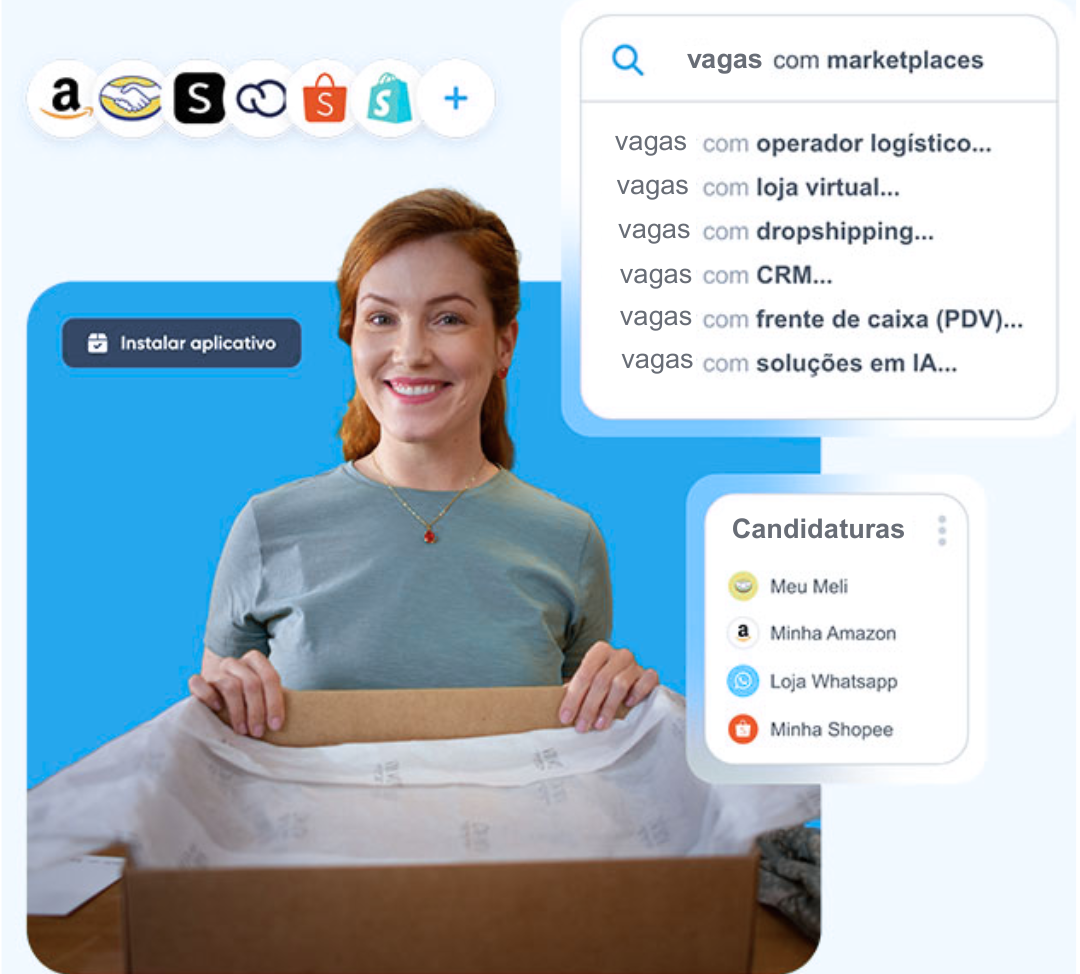 a
S
S
S
+
vagas com marketplaces
vagas com operador logístico...
vagas com loja virtual...
vagas com dropshipping...
vagas com CRM...
vagas com frente de caixa (PDV)...
vagas com soluções em IA...
Instalar aplicativo
Candidaturas
Meu Meli
a Minha Amazon
Loja Whatsapp
S Minha Shopee